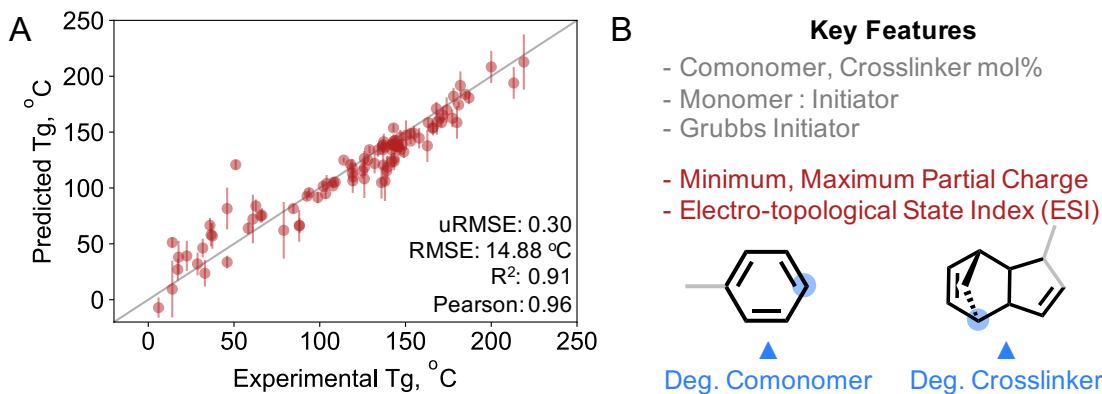 A
250
200
150
100
50
0
Predicted Tg, °C
0
50
100
150
200
250
Experimental Tg, °C
uRMSE: 0.30
RMSE: 14.88 ºC
R²: 0.91
Pearson: 0.96
B
Key Features
- Comonomer, Crosslinker mol%
- Monomer : Initiator
- Grubbs Initiator
- Minimum, Maximum Partial Charge
- Electro-topological State Index (ESI)
Deg. Comonomer
Deg. Crosslinker